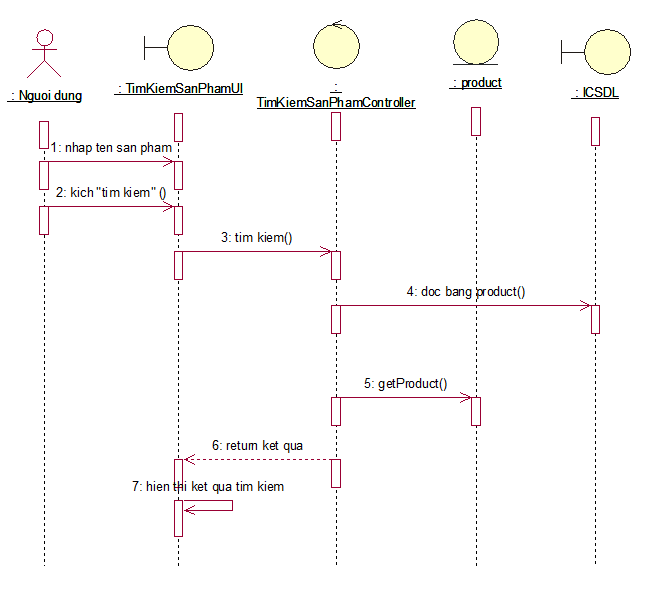 : Nguoi dung
: TimKiemSanPhamUI
:
TimKiemSanPhamController
: product
: ICSDL
1: nhap ten san pham
2: kich "tim kiem" ()
3: tim kiem()
4: doc bang product()
5: getProduct()
6: return ket qua
7: hien thi ket qua tim kiem